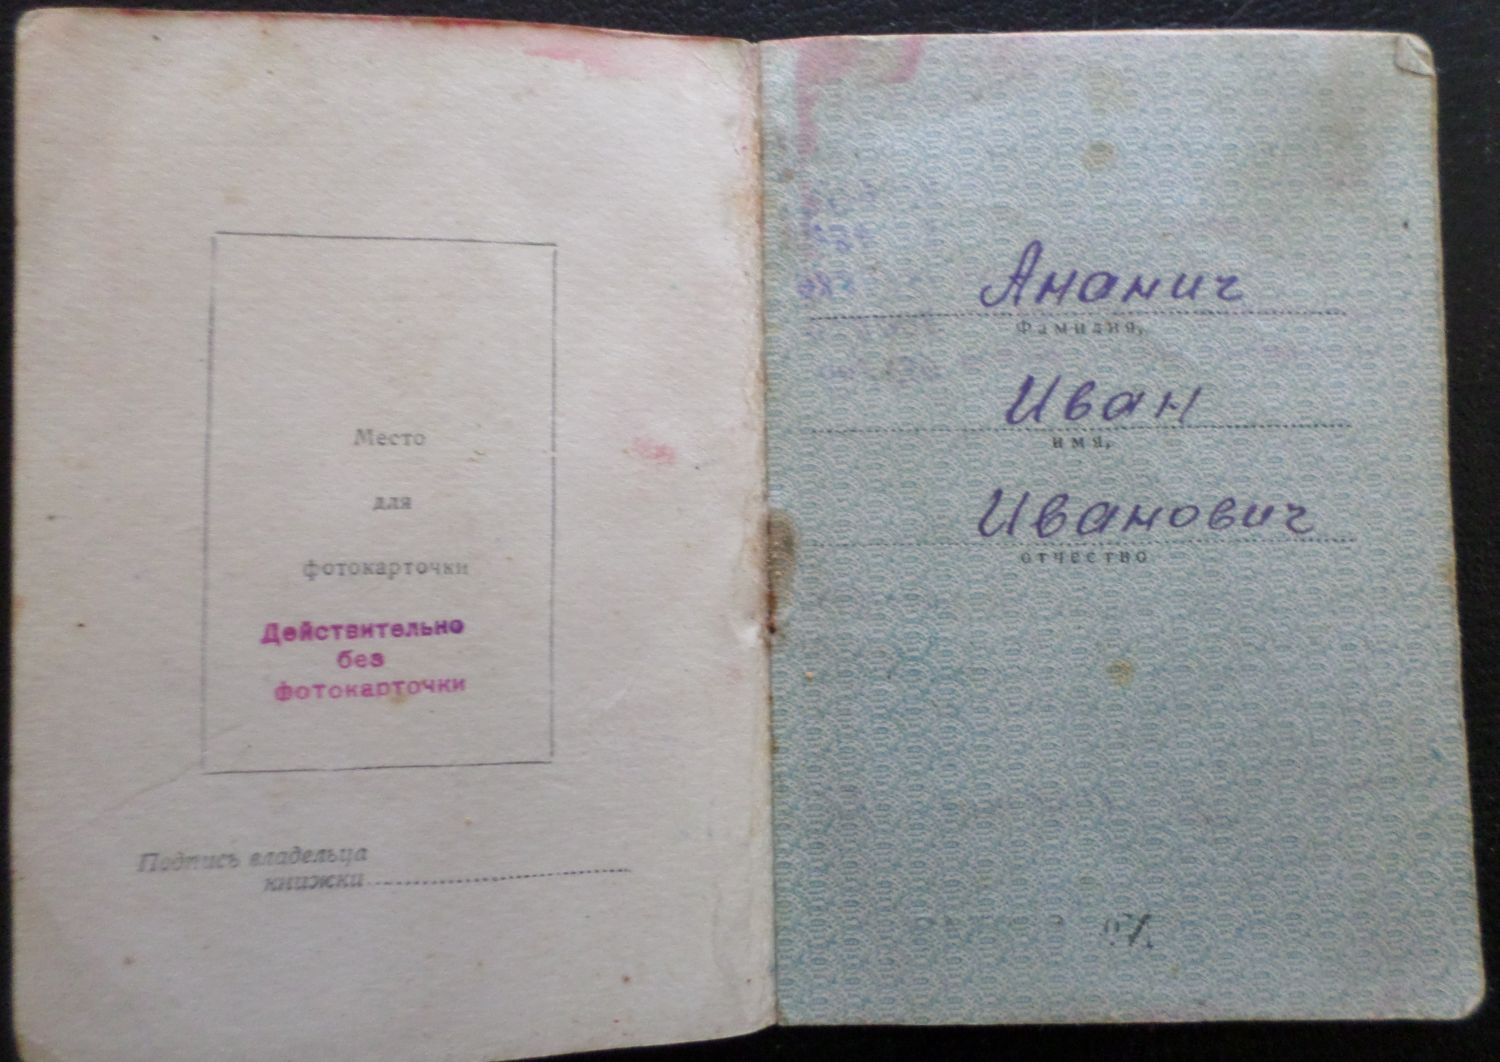 Место
для
фотокарточки
Действительно
без
фотокарточки
Подпись владельца
книжки
Ананич
Фамилия,
Иван
имя,
Иванович
отчество